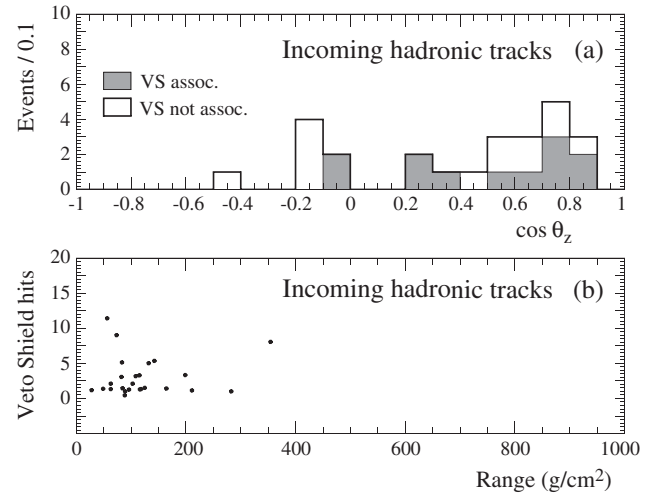 10
8
6
4
2
0
Events / 0.1
Incoming hadronic tracks (a)
VS assoc.
VS not assoc.
-1 -0.8 -0.6 -0.4 -0.2 0 0.2 0.4 0.6 0.8 1
cos θz
20
15
10
5
0
Veto Shield hits
Incoming hadronic tracks (b)
0 200 400 600 800 1000
Range (g/cm²)